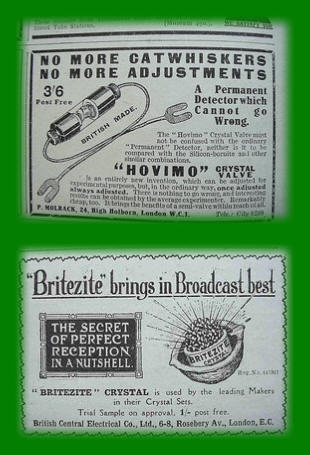 NO MORE CATWHISKERS
NO MORE ADJUSTMENTS
3/6
Post Free
BRITISH MADE.
A Permanent
Detector which
Cannot go
Wrong.
The "Hovimo" Crystal Valve must
not be confused with the ordinary
"Permanent" Detector, neither is it to be
compared with the Silicon-bornite and other
similar combinations.
"HOVIMO" CRYSTAL VALVE
is an entirely new invention, which can be adjusted for
experimental purposes, but, in the ordinary way, once adjusted
always adjusted. There is nothing to go wrong, and interesting
results can be obtained by the average experimenter. Remarkably
cheap, too. It brings the benefits of a semi-valve within reach of all.
P. MOLBACK, 24, High Holborn, London W.C.1. Tele.: City
"Britezite" brings in Broadcast best
THE SECRET
OF PERFECT
RECEPTION
IN A NUTSHELL.
BRITEZITE
CRYSTAL
Reg. No.
"BRITEZITE" CRYSTAL is used by the leading Makers
in their Crystal Sets.
Trial Sample on approval, 1/- post free.
British Central Electrical Co., Ltd., 6-8, Rosebery Av., London, E.C.